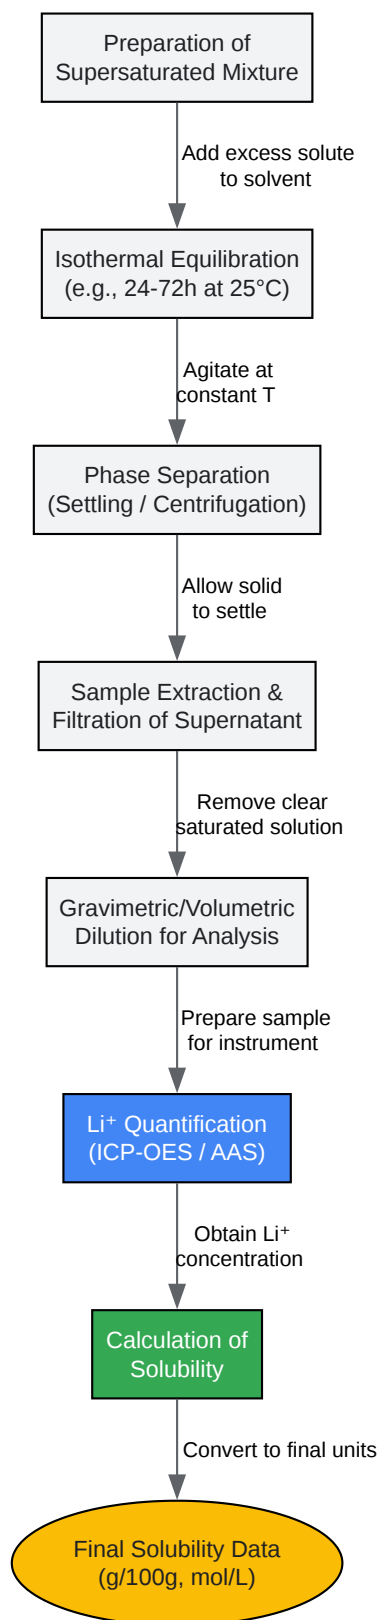 Preparation of
Supersaturated Mixture
Add excess solute
to solvent
Isothermal Equilibration
(e.g., 24-72h at 25°C)
Agitate at
constant T
Phase Separation
(Settling / Centrifugation)
Allow solid
to settle
Sample Extraction &
Filtration of Supernatant
Remove clear
saturated solution
Gravimetric/Volumetric
Dilution for Analysis
Prepare sample
for instrument
Li⁺ Quantification
(ICP-OES / AAS)
Obtain Li⁺
concentration
Calculation of
Solubility
Convert to final units
Final Solubility Data
(g/100g, mol/L)